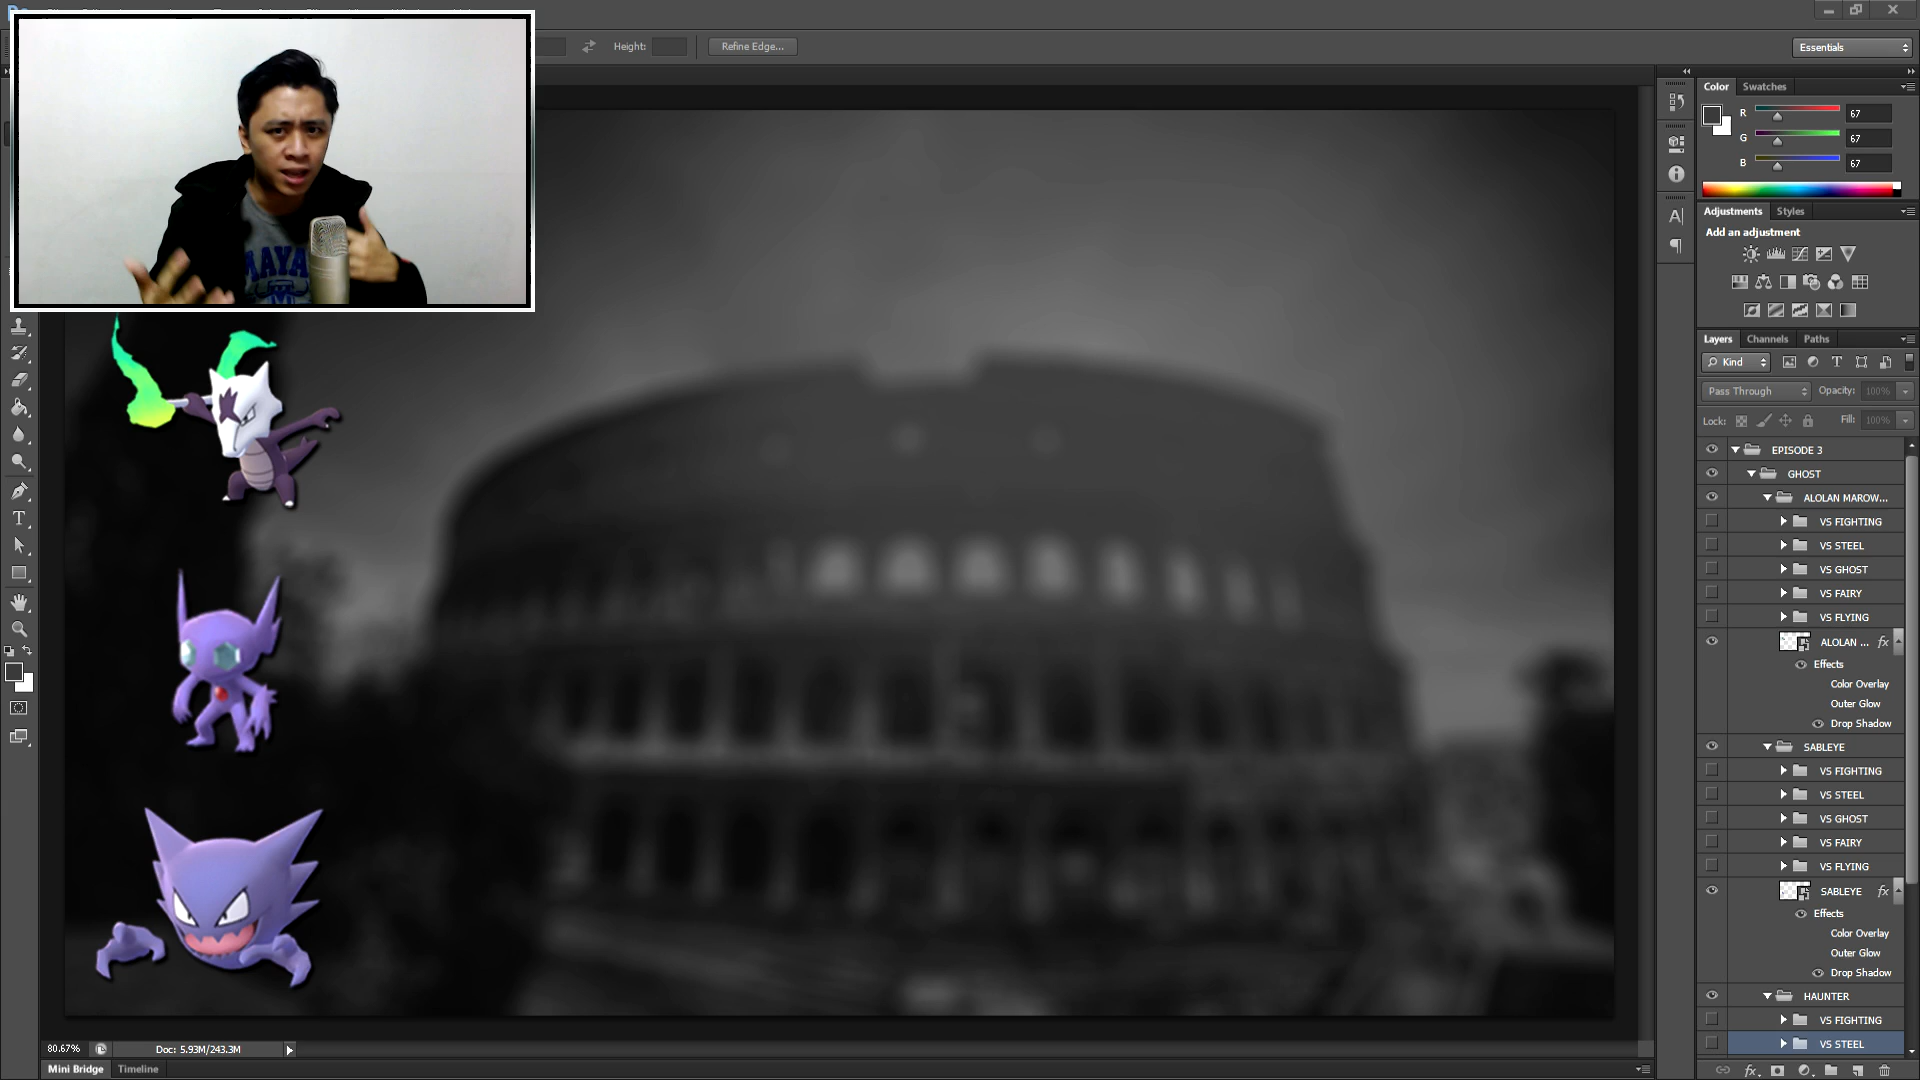 Height:
Refine Edge...
Essentials
MAYA
Color
Swatches
R
67
G
67
B
67
Adjustments
Styles
Add an adjustment
Layers
Channels
Paths
Kind
Pass Through
Opacity:
100%
Lock:
Fill:
100%
EPISODE 3
GHOST
ALOLAN MAROW...
VS FIGHTING
VS STEEL
VS GHOST
VS FAIRY
VS FLYING
ALOLAN ...
fx
Effects
Color Overlay
Outer Glow
Drop Shadow
SABLEYE
VS FIGHTING
VS STEEL
VS GHOST
VS FAIRY
VS FLYING
SABLEYE
fx
Effects
Color Overlay
Outer Glow
Drop Shadow
HAUNTER
VS FIGHTING
VS STEEL
80.67%
Doc: 5.93M/243.3M
Mini Bridge
Timeline